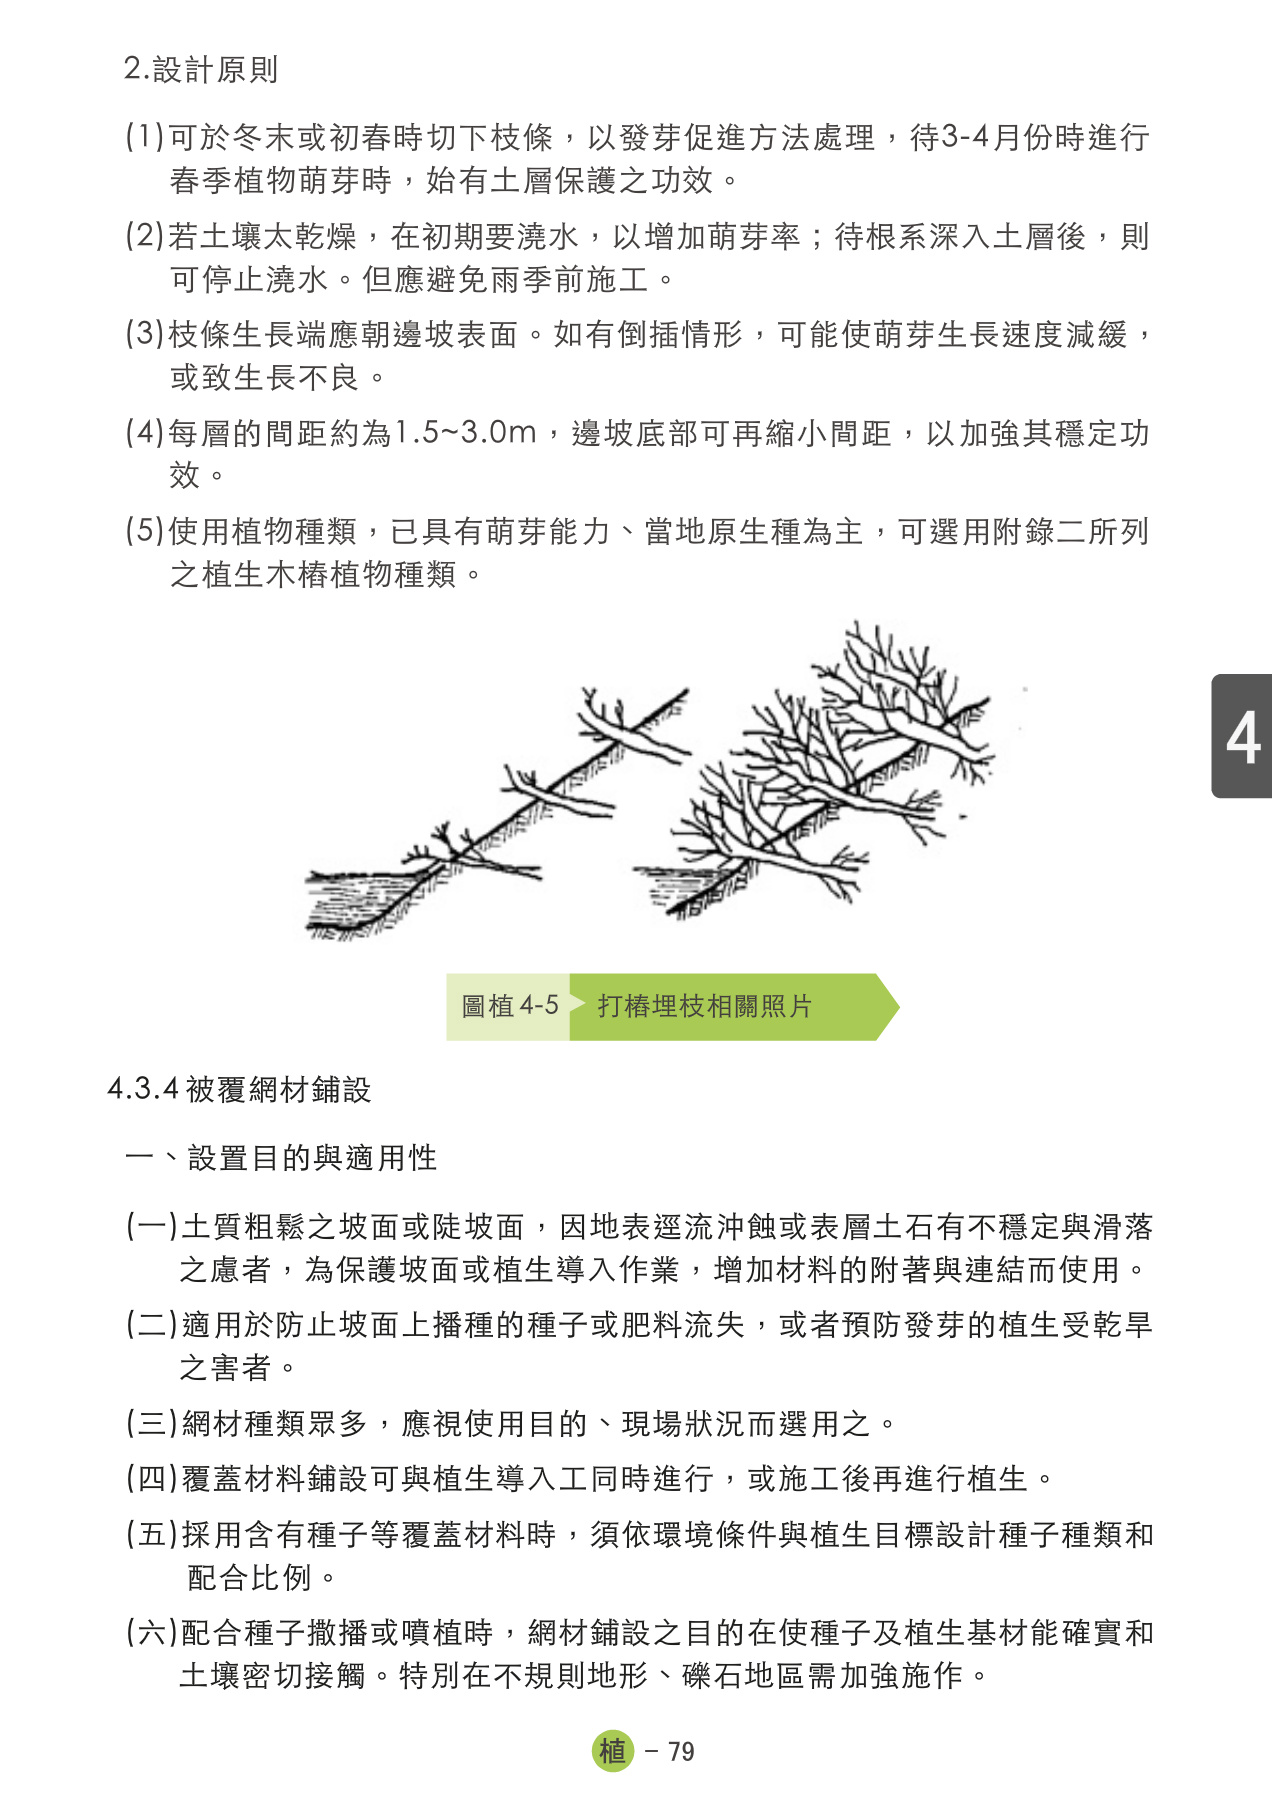 2.設計原則
(1)可於冬末或初春時切下枝條，以發芽促進方法處理，待3-4月份時進行
春季植物萌芽時，始有土層保護之功效。
(2)若土壤太乾燥，在初期要澆水，以增加萌芽率；待根系深入土層後，則
可停止澆水。但應避免雨季前施工。
(3)枝條生長端應朝邊坡表面。如有倒插情形，可能使萌芽生長速度減緩，
或致生長不良。
(4)每層的間距約為1.5~3.0m，邊坡底部可再縮小間距，以加強其穩定功
效。
(5)使用植物種類，已具有萌芽能力、當地原生種為主，可選用附錄二所列
之植生木樁植物種類。
4
圖植4-5 打樁埋枝相關照片
4.3.4被覆網材鋪設
一、設置目的與適用性
(一)土質粗鬆之坡面或陡坡面，因地表逕流沖蝕或表層土石有不穩定與滑落
之慮者，為保護坡面或植生導入作業，增加材料的附著與連結而使用。
(二)適用於防止坡面上播種的種子或肥料流失，或者預防發芽的植生受乾旱
之害者。
(三)網材種類眾多，應視使用目的、現場狀況而選用之。
(四)覆蓋材料鋪設可與植生導入工同時進行，或施工後再進行植生。
(五)採用含有種子等覆蓋材料時，須依環境條件與植生目標設計種子種類和
配合比例。
(六)配合種子撒播或噴植時，網材鋪設之目的在使種子及植生基材能確實和
土壤密切接觸。特別在不規則地形、礫石地區需加強施作。
植 – 79